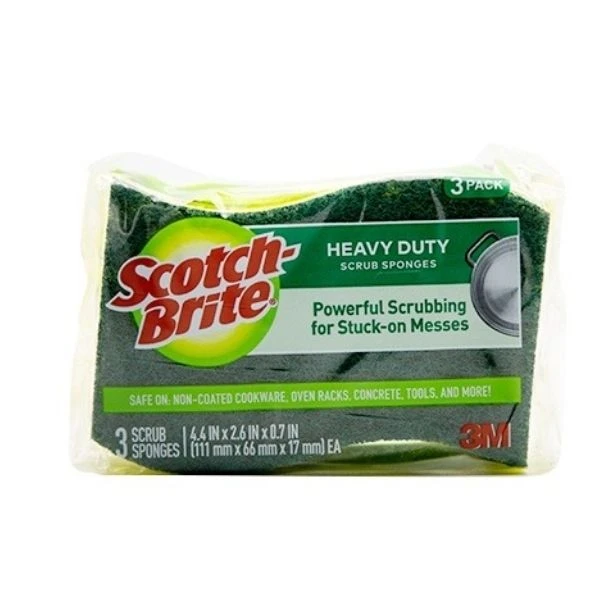 3 PACK
Scotch-
Brite®
HEAVY DUTY
SCRUB SPONGES
Powerful Scrubbing
for Stuck-on Messes
SAFE ON: NON-COATED COOKWARE, OVEN RACKS, CONCRETE, TOOLS, AND MORE!
3 SCRUB
SPONGES
4.4 IN x 2.6 IN x 0.7 IN
(111 mm x 66 mm x 17 mm) EA
3M